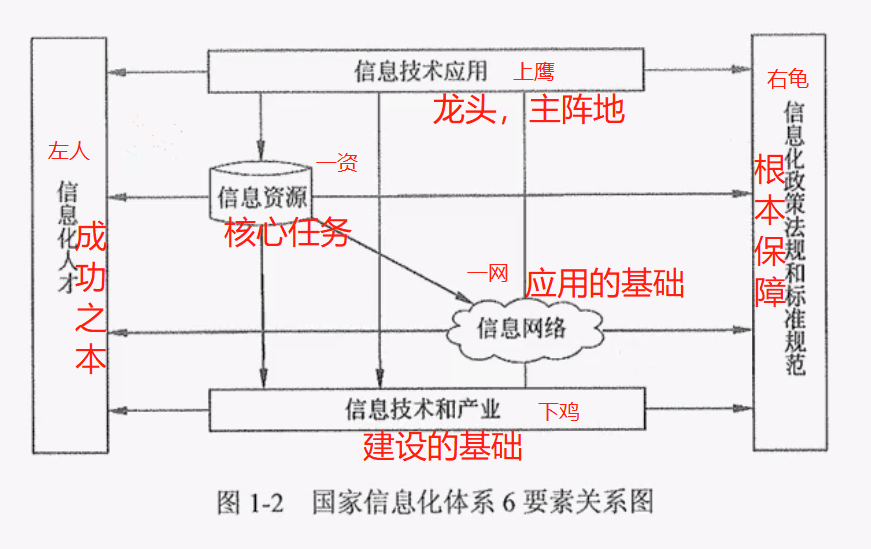 信息技术应用 上鹰
龙头，主阵地
左人
信息化人才
成功之本
一资
信息资源
核心任务
一网
应用的基础
信息网络
右龟
信息化政策法规和标准规范
根本保障
信息技术和产业 下鸡
建设的基础
图 1-2 国家信息化体系 6 要素关系图